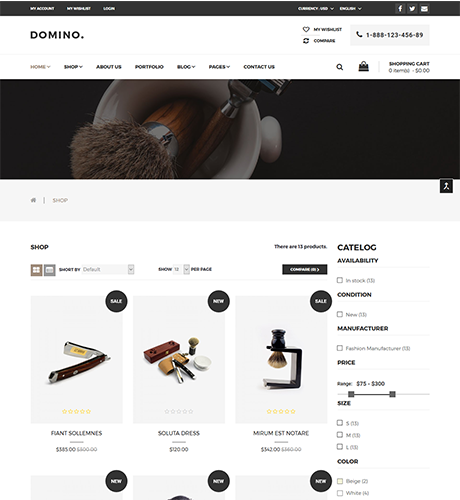 MY ACCOUNT MY WISHLIST LOGIN CURRENCY : USD ENGLISH
DOMINO.
MY WISHLIST
COMPARE
1-888-123-456-89
HOME SHOP ABOUT US PORTFOLIO BLOG PAGES CONTACT US
SHOPPING CART
0 item(s) - $0.00
SHOP
SHOP
There are 13 products.
SHORT BY Default SHOW 13 PER PAGE COMPARE (0)
SALE
NEW
NEW
FIANT SOLLEMNES
$385.00 $300.00
SOLUTA DRESS
$120.00
MIRUM EST NOTARE
$342.00 $360.00
NEW
SALE
NEW
CATELOG
AVAILABILITY
In stock (13)
CONDITION
New (13)
MANUFACTURER
Fashion Manufacturer (13)
PRICE
Range: $75 - $300
SIZE
S (13)
M (13)
L (13)
COLOR
Beige (2)
White (4)